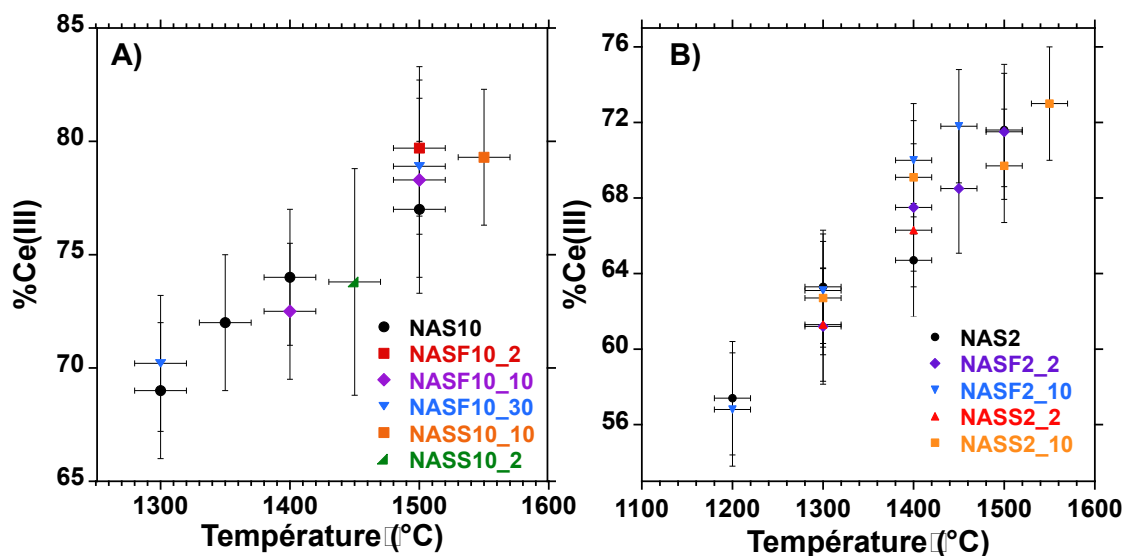 A)
85
80
75
70
65
%Ce(III)
1300 1400 1500 1600
Température (°C)
NAS10
NASF10_2
NASF10_10
NASF10_30
NASS10_10
NASS10_2
B)
76
72
68
64
60
56
%Ce(III)
1100 1200 1300 1400 1500 1600
Température (°C)
NAS2
NASF2_2
NASF2_10
NASS2_2
NASS2_10